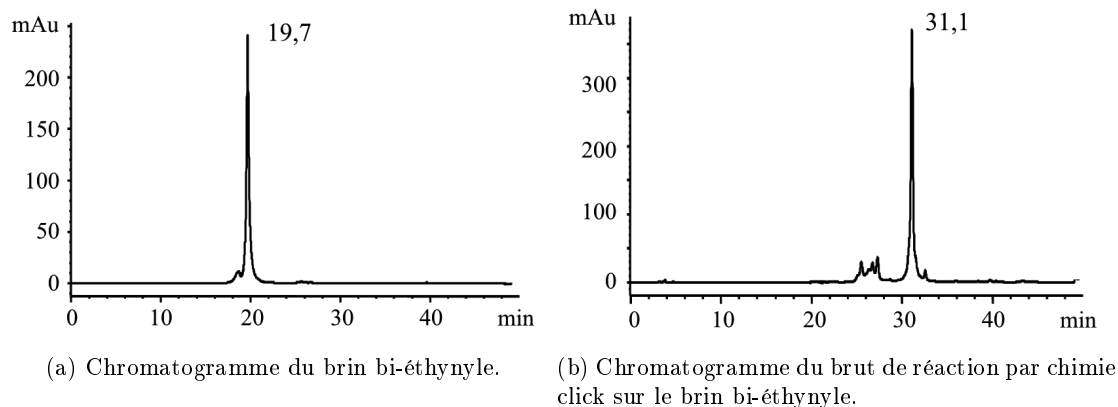 mAu
19,7
200
150
100
50
0
0 10 20 30 40 min
(a) Chromatogramme du brin bi-éthynyle.
mAu
31,1
300
200
100
0
0 10 20 30 40 min
(b) Chromatogramme du brut de réaction par chimie
click sur le brin bi-éthynyle.